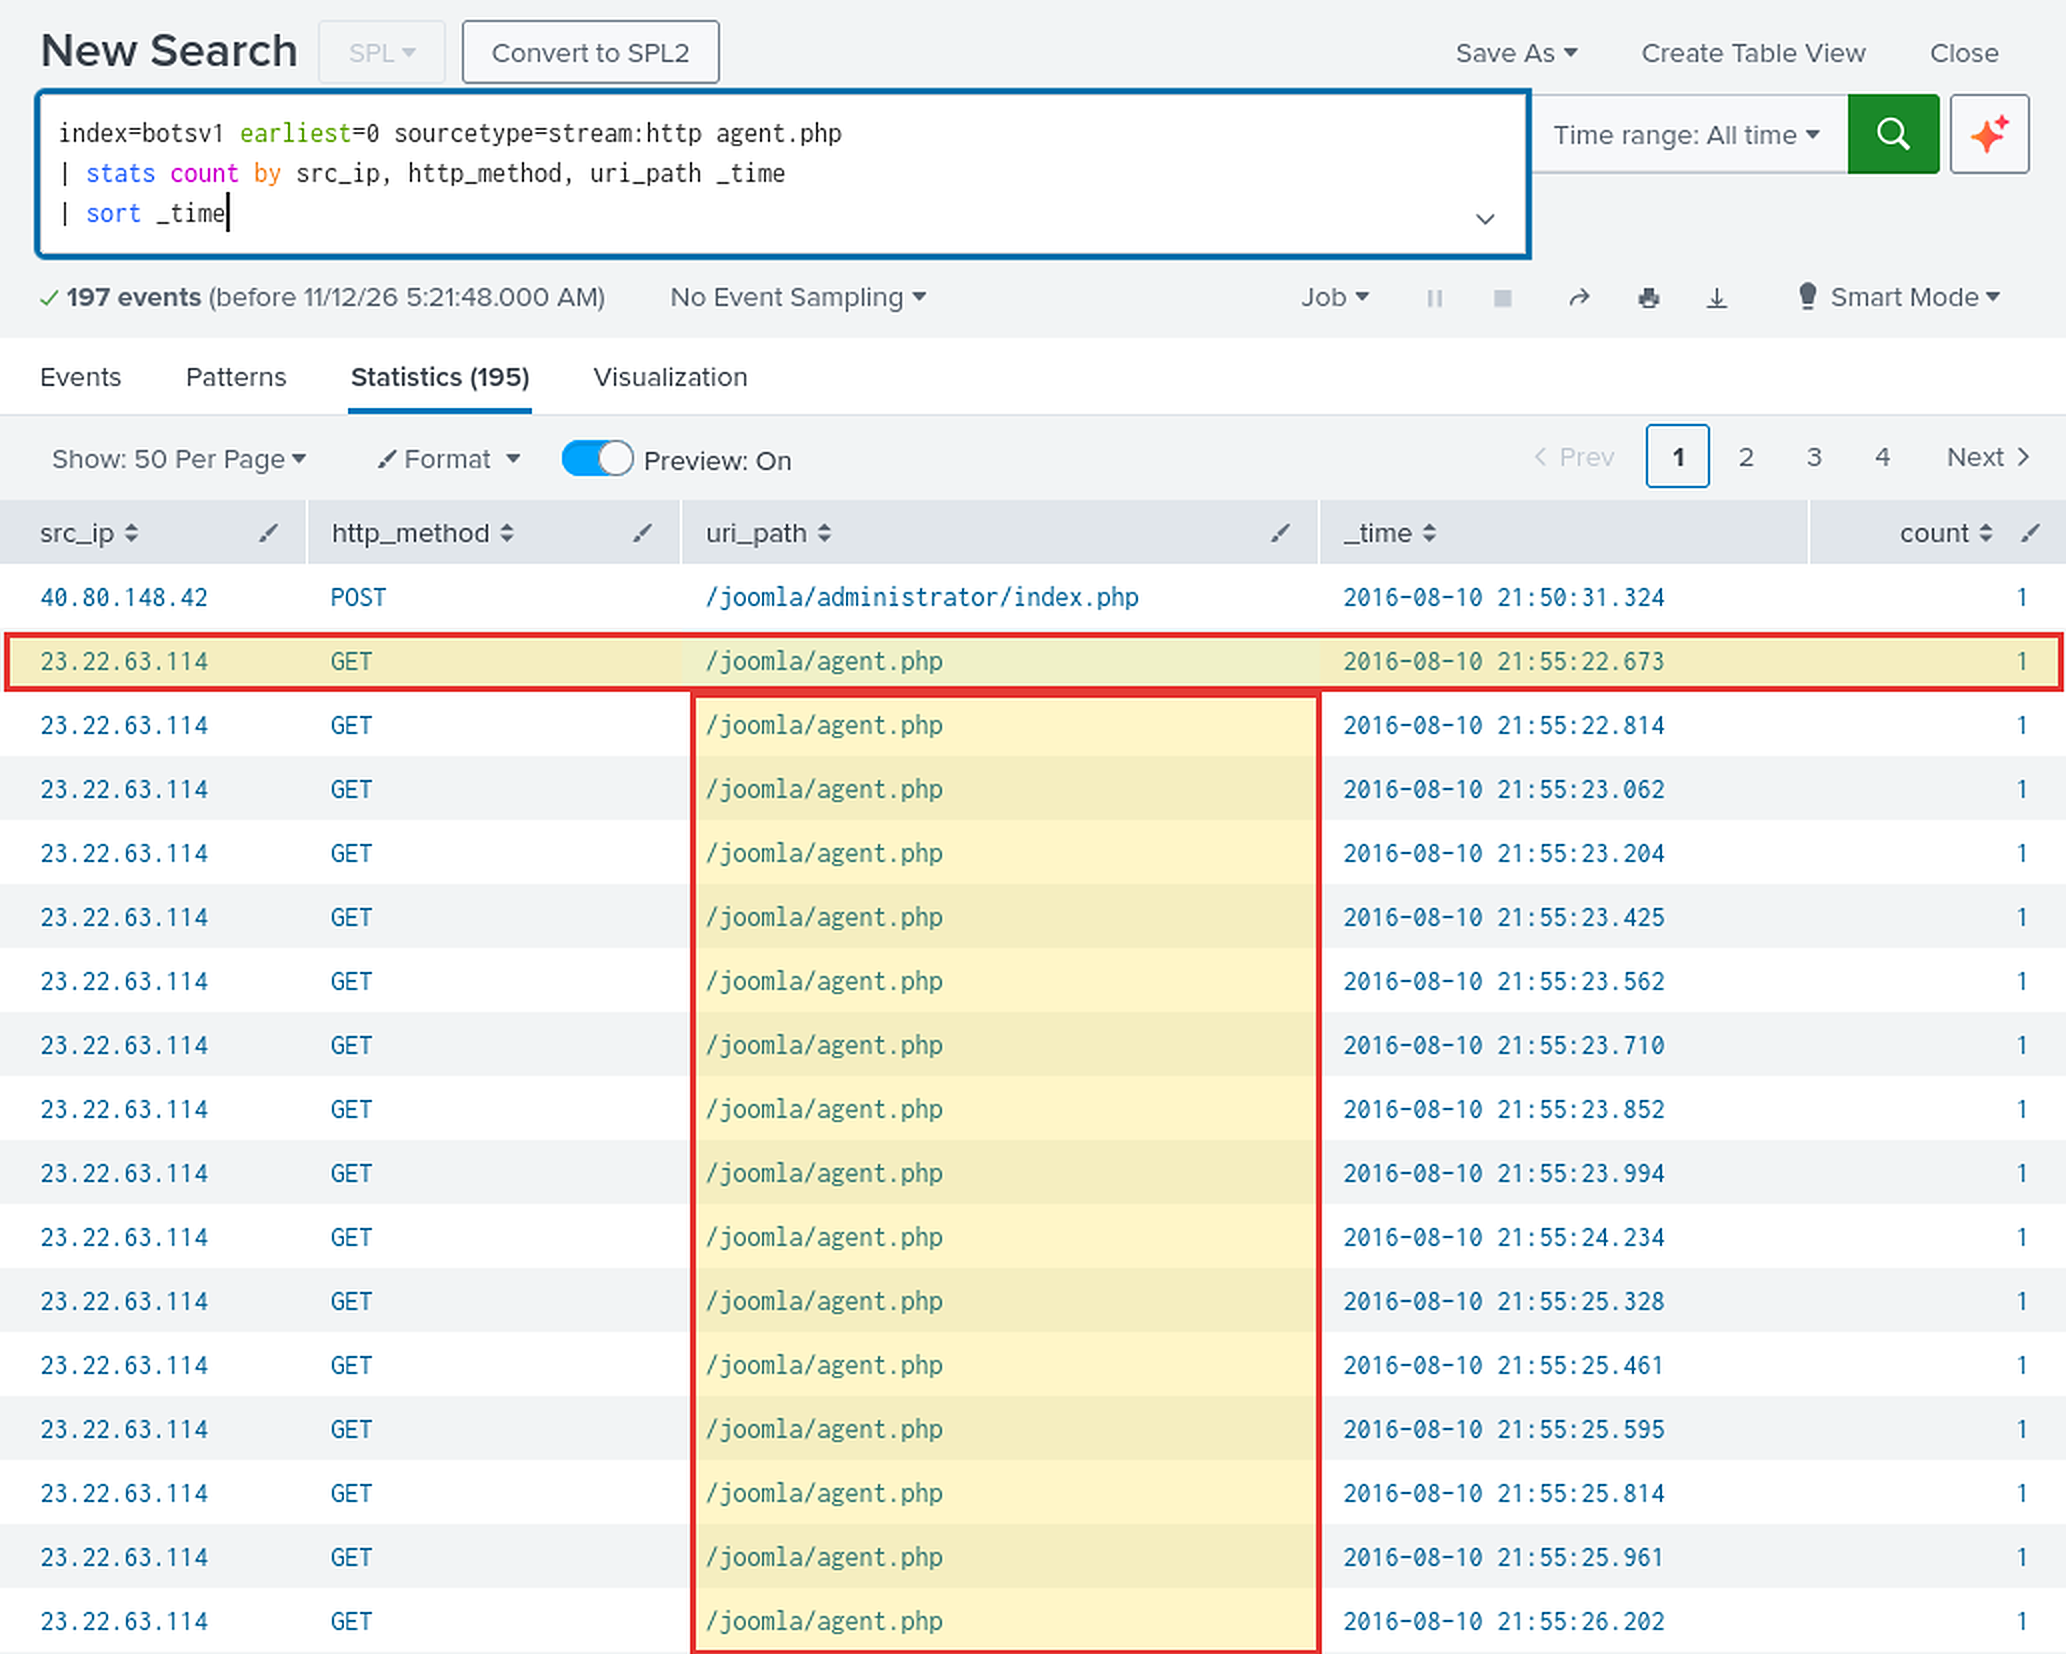 New Search SPL Convert to SPL2 Save As Create Table View Close
index=botsv1 earliest=0 sourcetype=stream:http agent.php
| stats count by src_ip, http_method, uri_path _time
| sort _time
Time range: All time
197 events (before 11/12/26 5:21:48.000 AM) No Event Sampling Job Smart Mode
Events Patterns Statistics (195) Visualization
Show: 50 Per Page Format Preview: On Prev 1 2 3 4 Next
src_ip http_method uri_path _time count
40.80.148.42 POST /joomla/administrator/index.php 2016-08-10 21:50:31.324 1
23.22.63.114 GET /joomla/agent.php 2016-08-10 21:55:22.673 1
23.22.63.114 GET /joomla/agent.php 2016-08-10 21:55:22.814 1
23.22.63.114 GET /joomla/agent.php 2016-08-10 21:55:23.062 1
23.22.63.114 GET /joomla/agent.php 2016-08-10 21:55:23.204 1
23.22.63.114 GET /joomla/agent.php 2016-08-10 21:55:23.425 1
23.22.63.114 GET /joomla/agent.php 2016-08-10 21:55:23.562 1
23.22.63.114 GET /joomla/agent.php 2016-08-10 21:55:23.710 1
23.22.63.114 GET /joomla/agent.php 2016-08-10 21:55:23.852 1
23.22.63.114 GET /joomla/agent.php 2016-08-10 21:55:23.994 1
23.22.63.114 GET /joomla/agent.php 2016-08-10 21:55:24.234 1
23.22.63.114 GET /joomla/agent.php 2016-08-10 21:55:25.328 1
23.22.63.114 GET /joomla/agent.php 2016-08-10 21:55:25.461 1
23.22.63.114 GET /joomla/agent.php 2016-08-10 21:55:25.595 1
23.22.63.114 GET /joomla/agent.php 2016-08-10 21:55:25.814 1
23.22.63.114 GET /joomla/agent.php 2016-08-10 21:55:25.961 1
23.22.63.114 GET /joomla/agent.php 2016-08-10 21:55:26.202 1